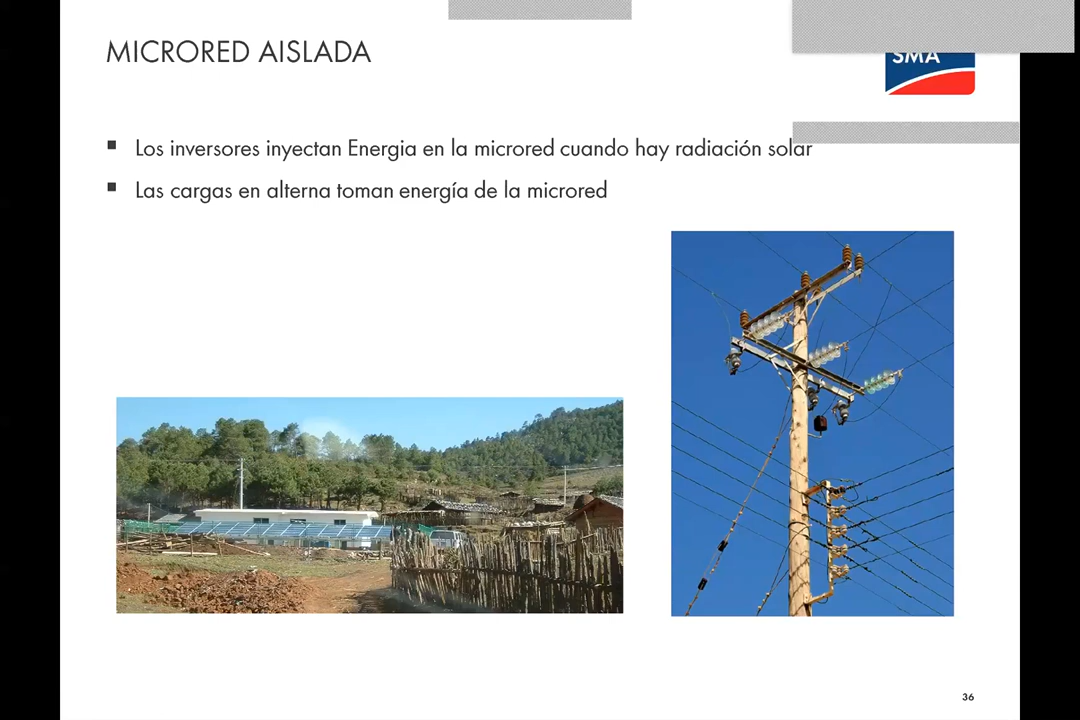 MICRORED AISLADA
SMA
Los inversores inyectan Energia en la microred cuando hay radiación solar
Las cargas en alterna toman energía de la microred
36